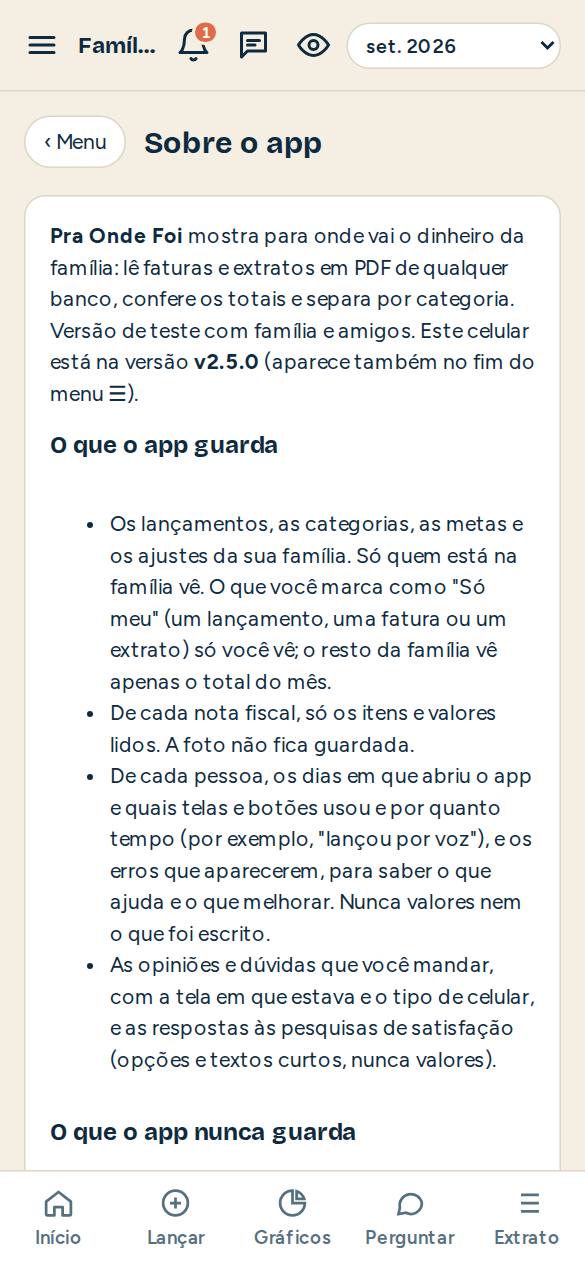 Famíl...
1
set. 2026
‹ Menu
Sobre o app
Pra Onde Foi mostra para onde vai o dinheiro da
família: lê faturas e extratos em PDF de qualquer
banco, confere os totais e separa por categoria.
Versão de teste com família e amigos. Este celular
está na versão v2.5.0 (aparece também no fim do
menu ☰).
O que o app guarda
• Os lançamentos, as categorias, as metas e
os ajustes da sua família. Só quem está na
família vê. O que você marca como "Só
meu" (um lançamento, uma fatura ou um
extrato) só você vê; o resto da família vê
apenas o total do mês.
• De cada nota fiscal, só os itens e valores
lidos. A foto não fica guardada.
• De cada pessoa, os dias em que abriu o app
e quais telas e botões usou e por quanto
tempo (por exemplo, "lançou por voz"), e os
erros que aparecerem, para saber o que
ajuda e o que melhorar. Nunca valores nem
o que foi escrito.
• As opiniões e dúvidas que você mandar,
com a tela em que estava e o tipo de celular,
e as respostas às pesquisas de satisfação
(opções e textos curtos, nunca valores).
O que o app nunca guarda
Início
Lançar
Gráficos
Perguntar
Extrato